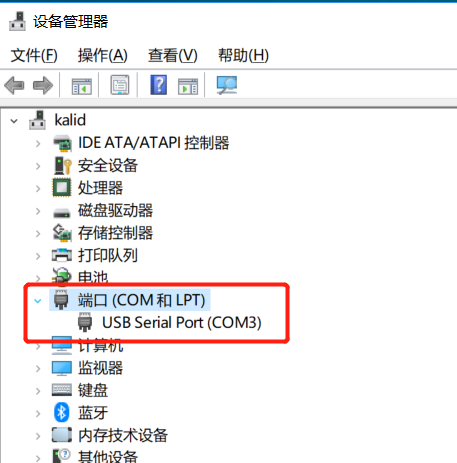 设备管理器
文件(F) 操作(A) 查看(V) 帮助(H)
kalid
IDE ATA/ATAPI 控制器
安全设备
处理器
磁盘驱动器
存储控制器
打印队列
电池
端口 (COM 和 LPT)
USB Serial Port (COM3)
计算机
监视器
键盘
蓝牙
内存技术设备
其他设备